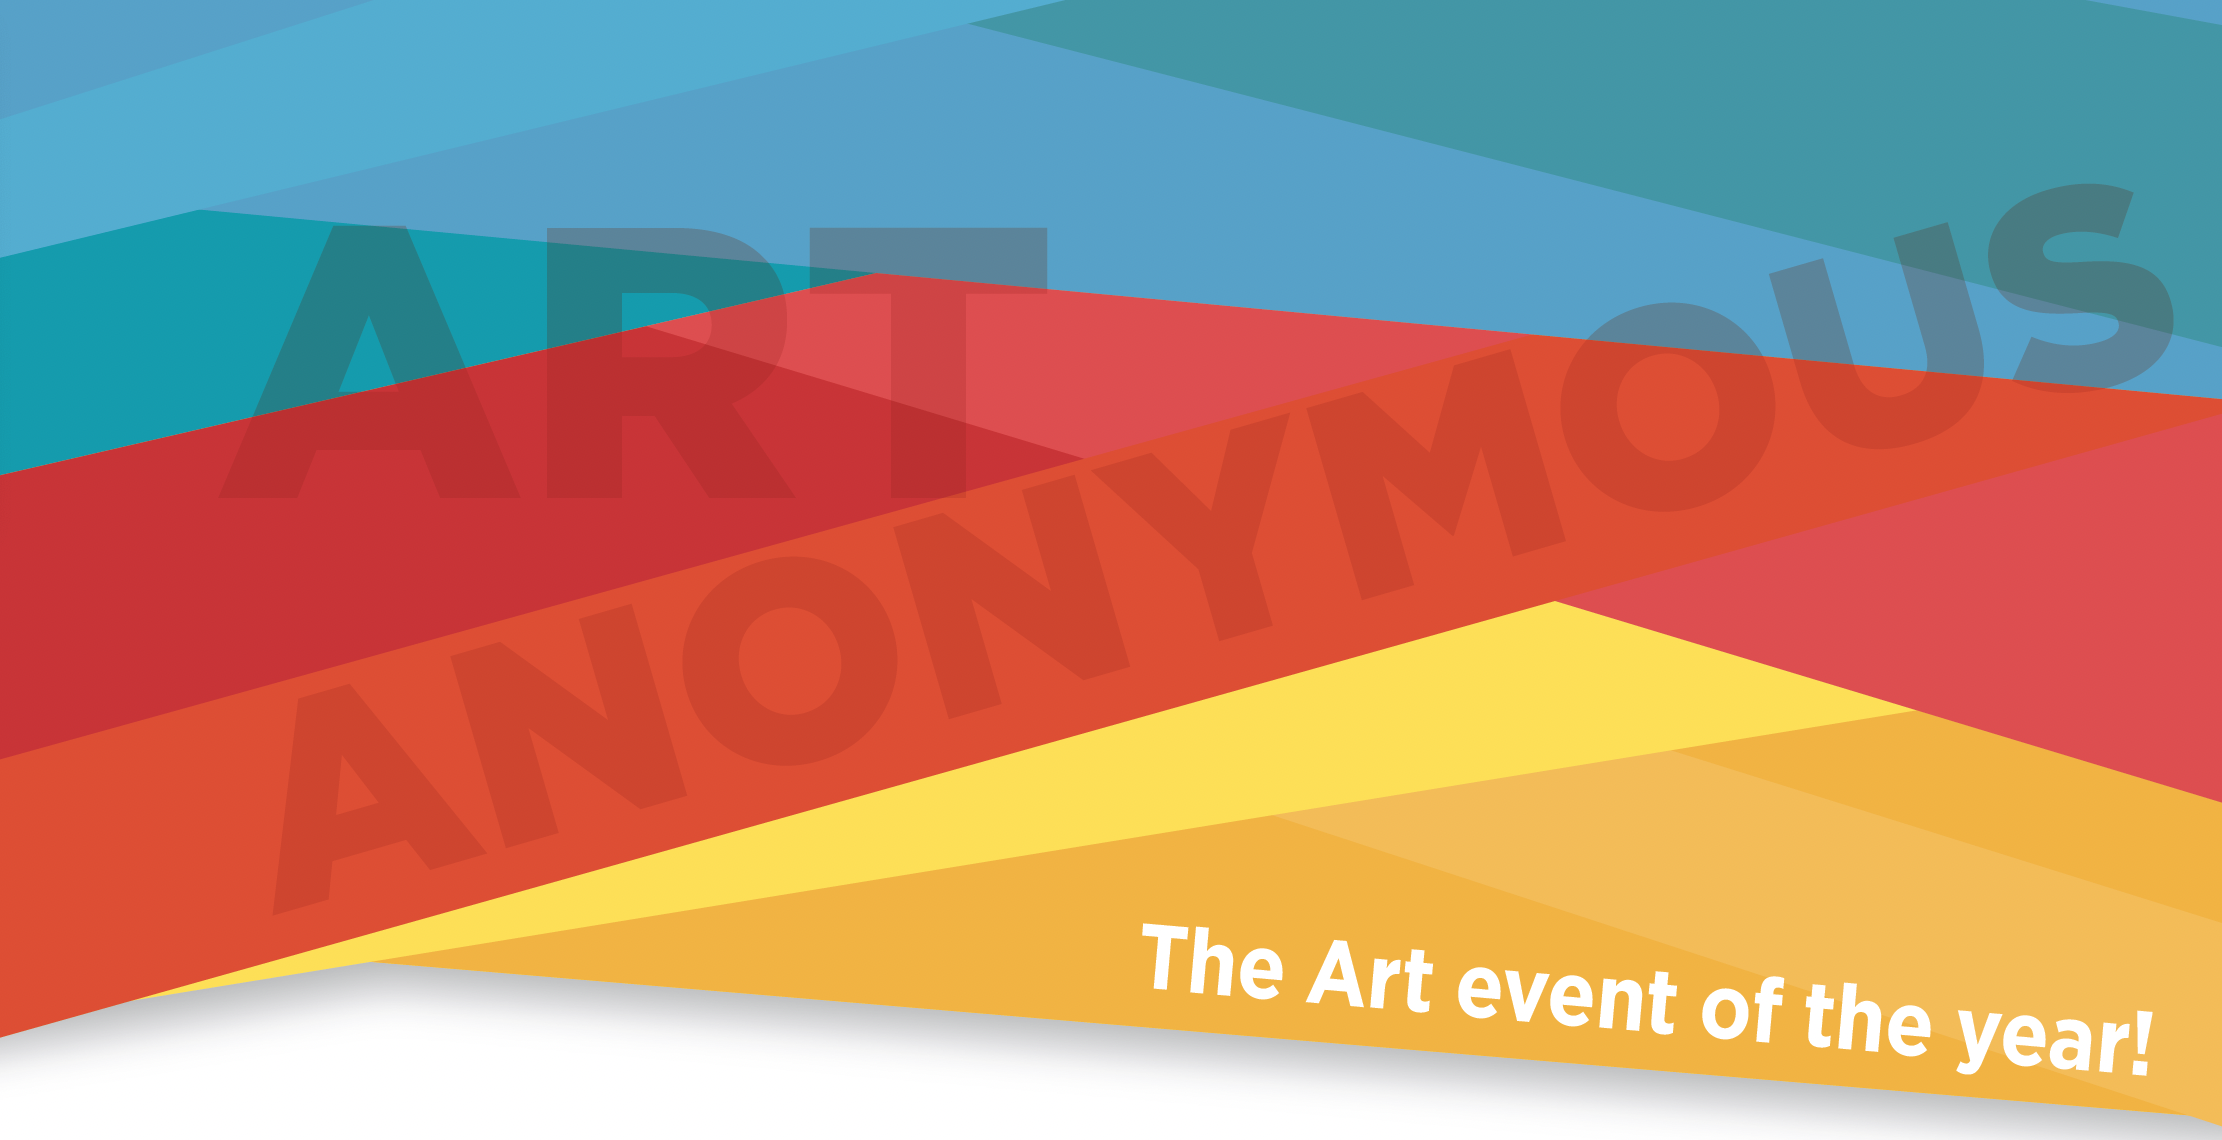 ART
ANONYMOUS
The Art event of the year!